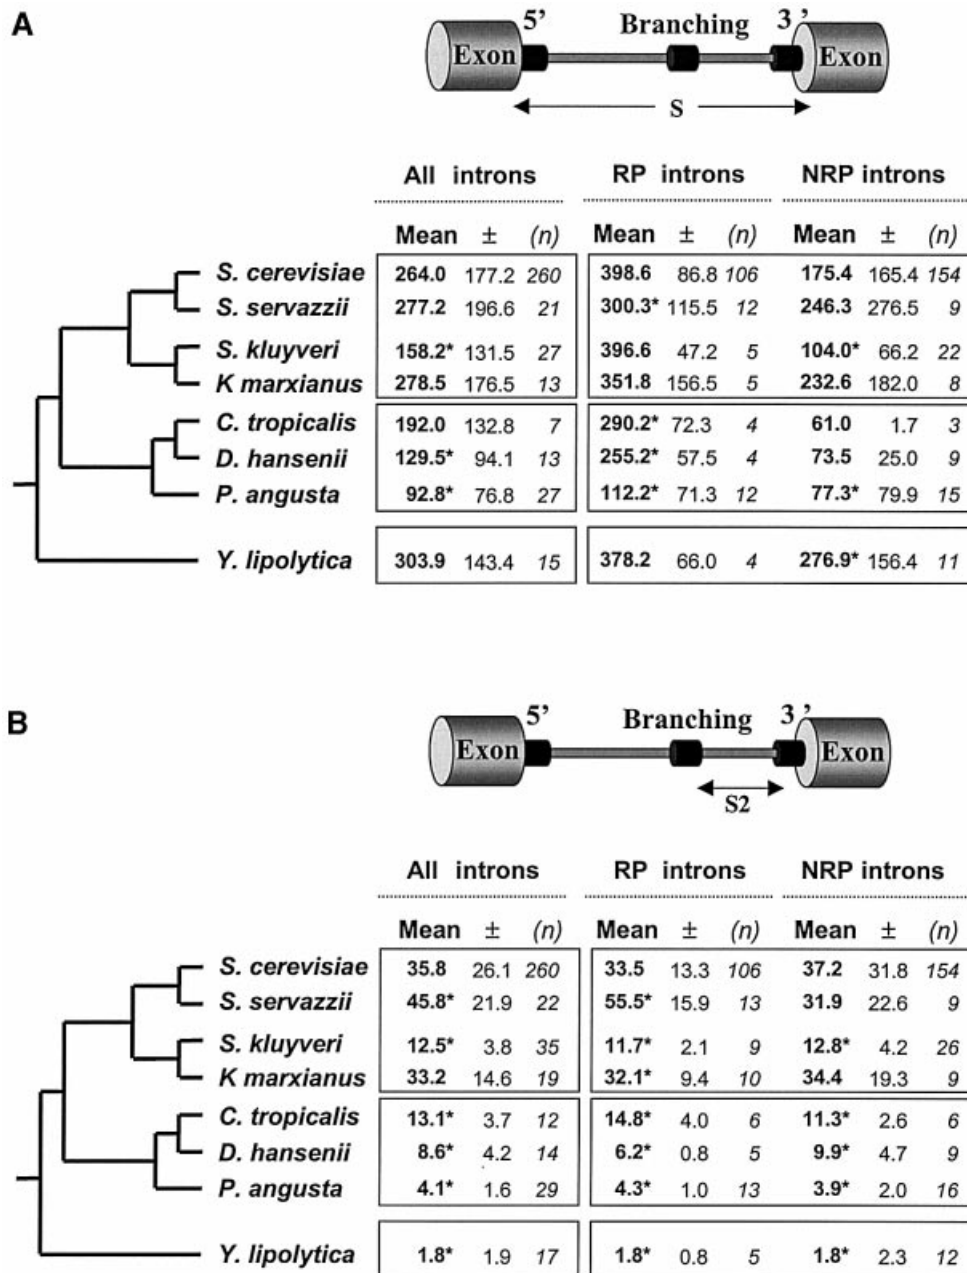 A
5’ Branching 3 ’
Exon Exon
S
All introns RP introns NRP introns
Mean ± (n) Mean ± (n) Mean ± (n)
S. cerevisiae 264.0 177.2 260 398.6 86.8 106 175.4 165.4 154
S. servazzii 277.2 196.6 21 300.3* 115.5 12 246.3 276.5 9
S. kluyveri 158.2* 131.5 27 396.6 47.2 5 104.0* 66.2 22
K marxianus 278.5 176.5 13 351.8 156.5 5 232.6 182.0 8
C. tropicalis 192.0 132.8 7 290.2* 72.3 4 61.0 1.7 3
D. hansenii 129.5* 94.1 13 255.2* 57.5 4 73.5 25.0 9
P. angusta 92.8* 76.8 27 112.2* 71.3 12 77.3* 79.9 15
Y. lipolytica 303.9 143.4 15 378.2 66.0 4 276.9* 156.4 11
B
5’ Branching 3 ’
Exon Exon
S2
All introns RP introns NRP introns
Mean ± (n) Mean ± (n) Mean ± (n)
S. cerevisiae 35.8 26.1 260 33.5 13.3 106 37.2 31.8 154
S. servazzii 45.8* 21.9 22 55.5* 15.9 13 31.9 22.6 9
S. kluyveri 12.5* 3.8 35 11.7* 2.1 9 12.8* 4.2 26
K marxianus 33.2 14.6 19 32.1* 9.4 10 34.4 19.3 9
C. tropicalis 13.1* 3.7 12 14.8* 4.0 6 11.3* 2.6 6
D. hansenii 8.6* 4.2 14 6.2* 0.8 5 9.9* 4.7 9
P. angusta 4.1* 1.6 29 4.3* 1.0 13 3.9* 2.0 16
Y. lipolytica 1.8* 1.9 17 1.8* 0.8 5 1.8* 2.3 12